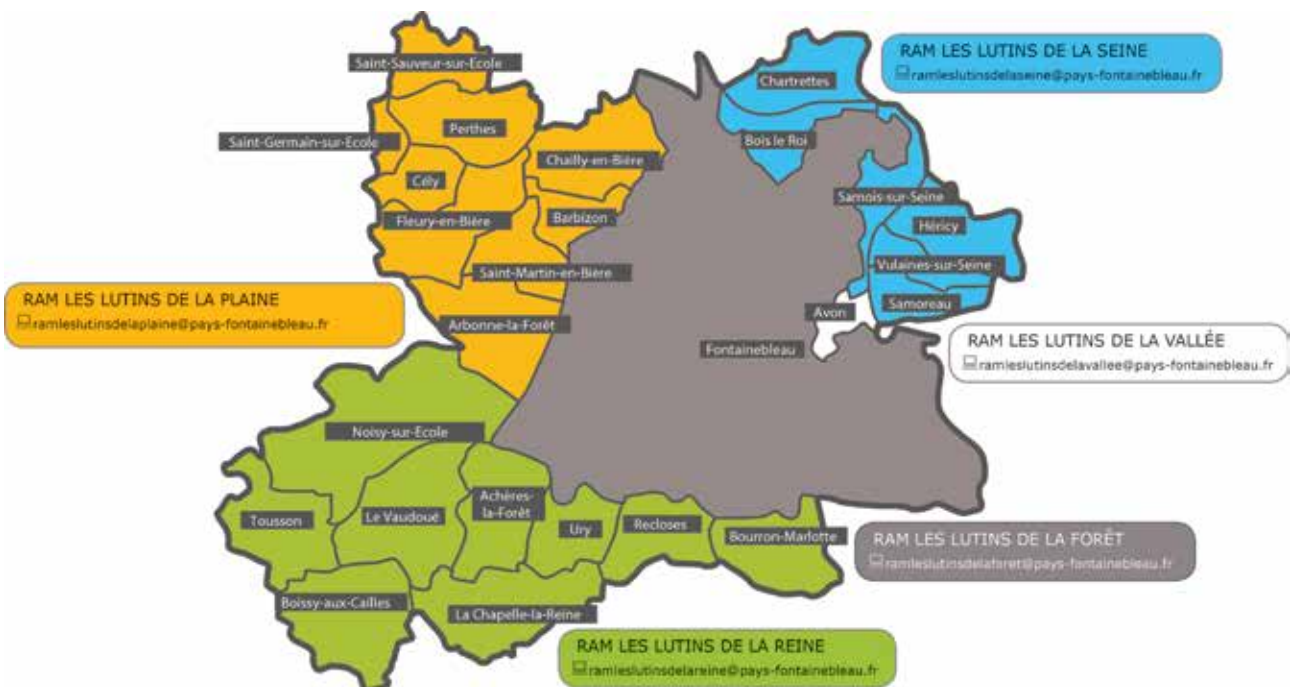 Saint-Sauveur-sur-Ecole
RAM LES LUTINS DE LA SEINE
ramleslutinsdelaseine@pays-fontainebleau.fr
Chartrettes
Perthes
Saint-Germain-sur-Ecole
Bois le Roi
Chailly-en-Bière
Cély
Samois-sur-Seine
Fleury-en-Bière
Barbizon
Héricy
Vulaines-sur-Seine
Saint-Martin-en-Bière
RAM LES LUTINS DE LA PLAINE
ramleslutinsdelaplaine@pays-fontainebleau.fr
Samoreau
Avon
Arbonne-la-Forêt
RAM LES LUTINS DE LA VALLÉE
ramleslutinsdelavallee@pays-fontainebleau.fr
Fontainebleau
Noisy-sur-Ecole
Achères-
la-Forêt
Tousson
Le Vaudoué
Ury
Recloses
Bourron-Marlotte
RAM LES LUTINS DE LA FORÊT
ramleslutinsdelaforet@pays-fontainebleau.fr
Boissy-aux-Cailles
La Chapelle-la-Reine
RAM LES LUTINS DE LA REINE
ramleslutinsdelareine@pays-fontainebleau.fr